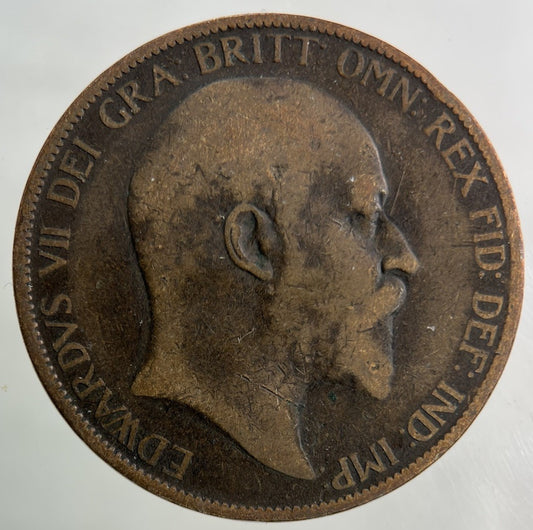 EDWARDVS VII DEI GRA: BRITT: OMN: REX FID: DEF: IND: IMP: